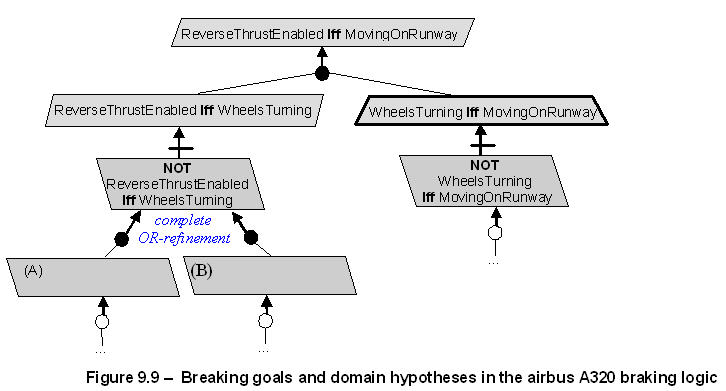 ReverseThrustEnabled Iff MovingOnRunway
ReverseThrustEnabled Iff WheelsTurning
WheelsTurning Iff MovingOnRunway
NOT
ReverseThrustEnabled
Iff WheelsTurning
NOT
WheelsTurning
Iff MovingOnRunway
complete
OR-refinement
(A)
(B)
...
...
...
Figure 9.9 – Breaking goals and domain hypotheses in the airbus A320 braking logic